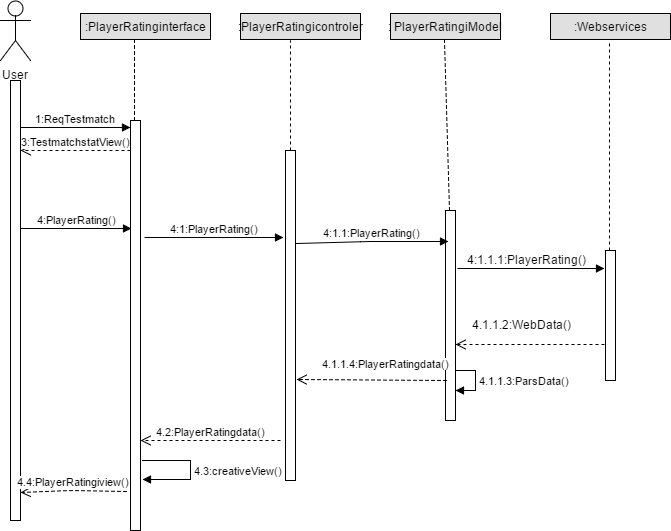 :PlayerRatinginterface
:PlayerRatingicontroler
: PlayerRatingiModel
:Webservices
User
1:ReqTestmatch
3:TestmatchstatView()
4:PlayerRating()
4:1:PlayerRating()
4:1.1:PlayerRating()
4:1.1.1:PlayerRating()
4.1.1.2:WebData()
4.1.1.4:PlayerRatingdata()
4.1.1.3:ParsData()
4.2:PlayerRatingdata()
4.3:creativeView()
4.4:PlayerRatingiview()